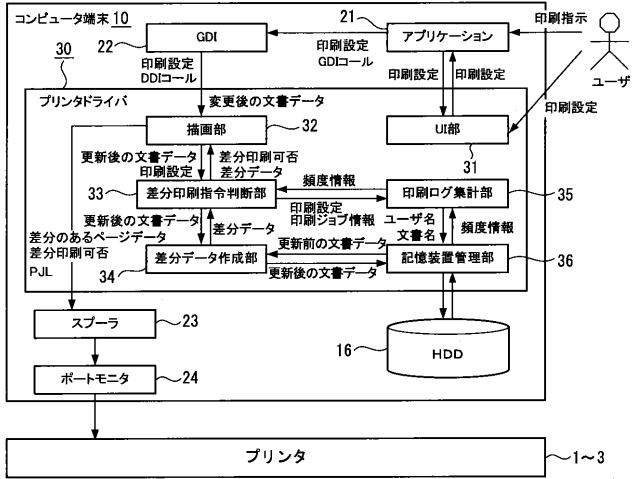 コンピュータ端末 10
21
印刷指示
22
GDI
印刷設定
GDIコール
アプリケーション
ユーザ
30
印刷設定
DDIコール
印刷設定
印刷設定
印刷設定
プリンタドライバ
変更後の文書データ
描画部
32
UI部
31
更新後の文書データ
印刷設定
差分印刷可否
差分データ
頻度情報
33
差分印刷指令判断部
印刷ログ集計部
35
印刷設定
印刷ジョブ情報
更新後の文書データ
差分データ
ユーザ名
文書名
頻度情報
差分のあるページデータ
差分印刷可否
PJL
更新前の文書データ
34
差分データ作成部
記憶装置管理部
36
更新後の文書データ
スプーラ
23
16
HDD
ポートモニタ
24
プリンタ
1~3